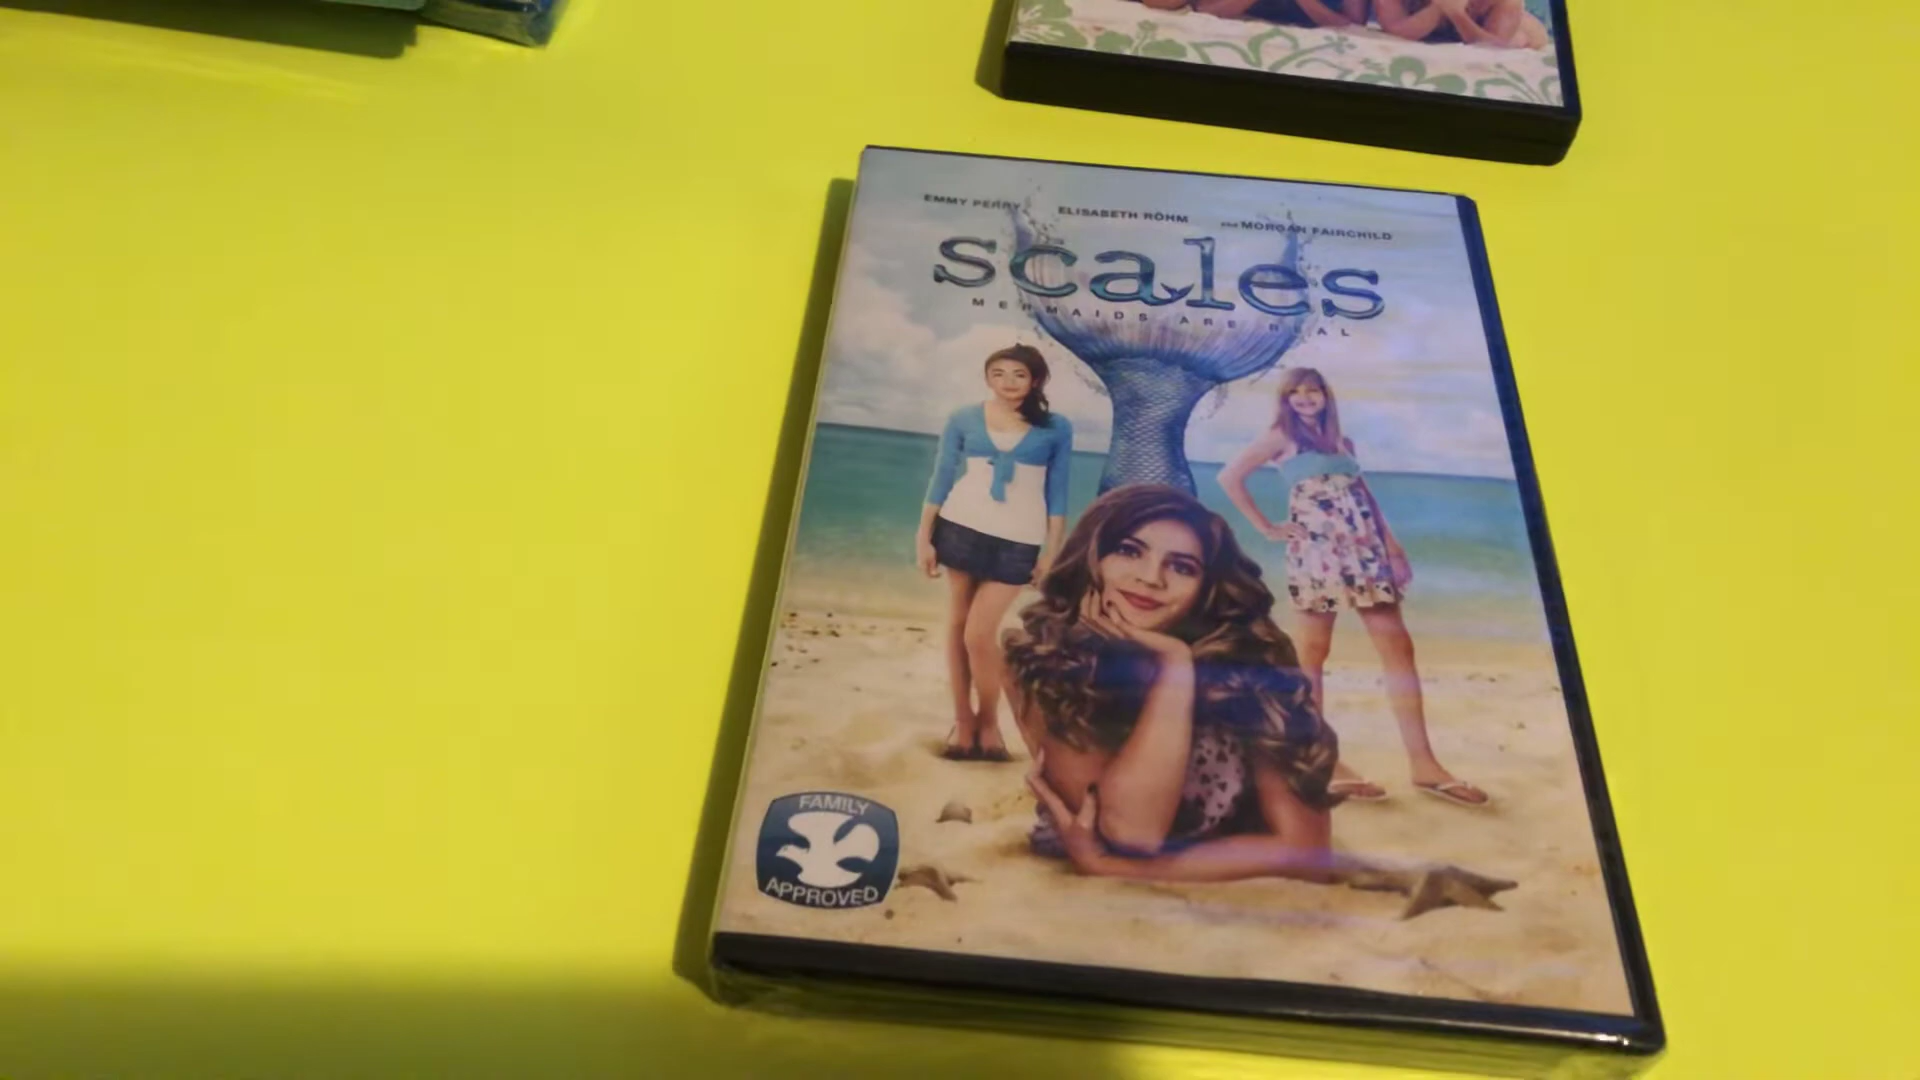 EMMY PERRY ELISABETH RÖHM and MORGAN FAIRCHILD
scales
MERMAIDS ARE REAL
FAMILY
APPROVED